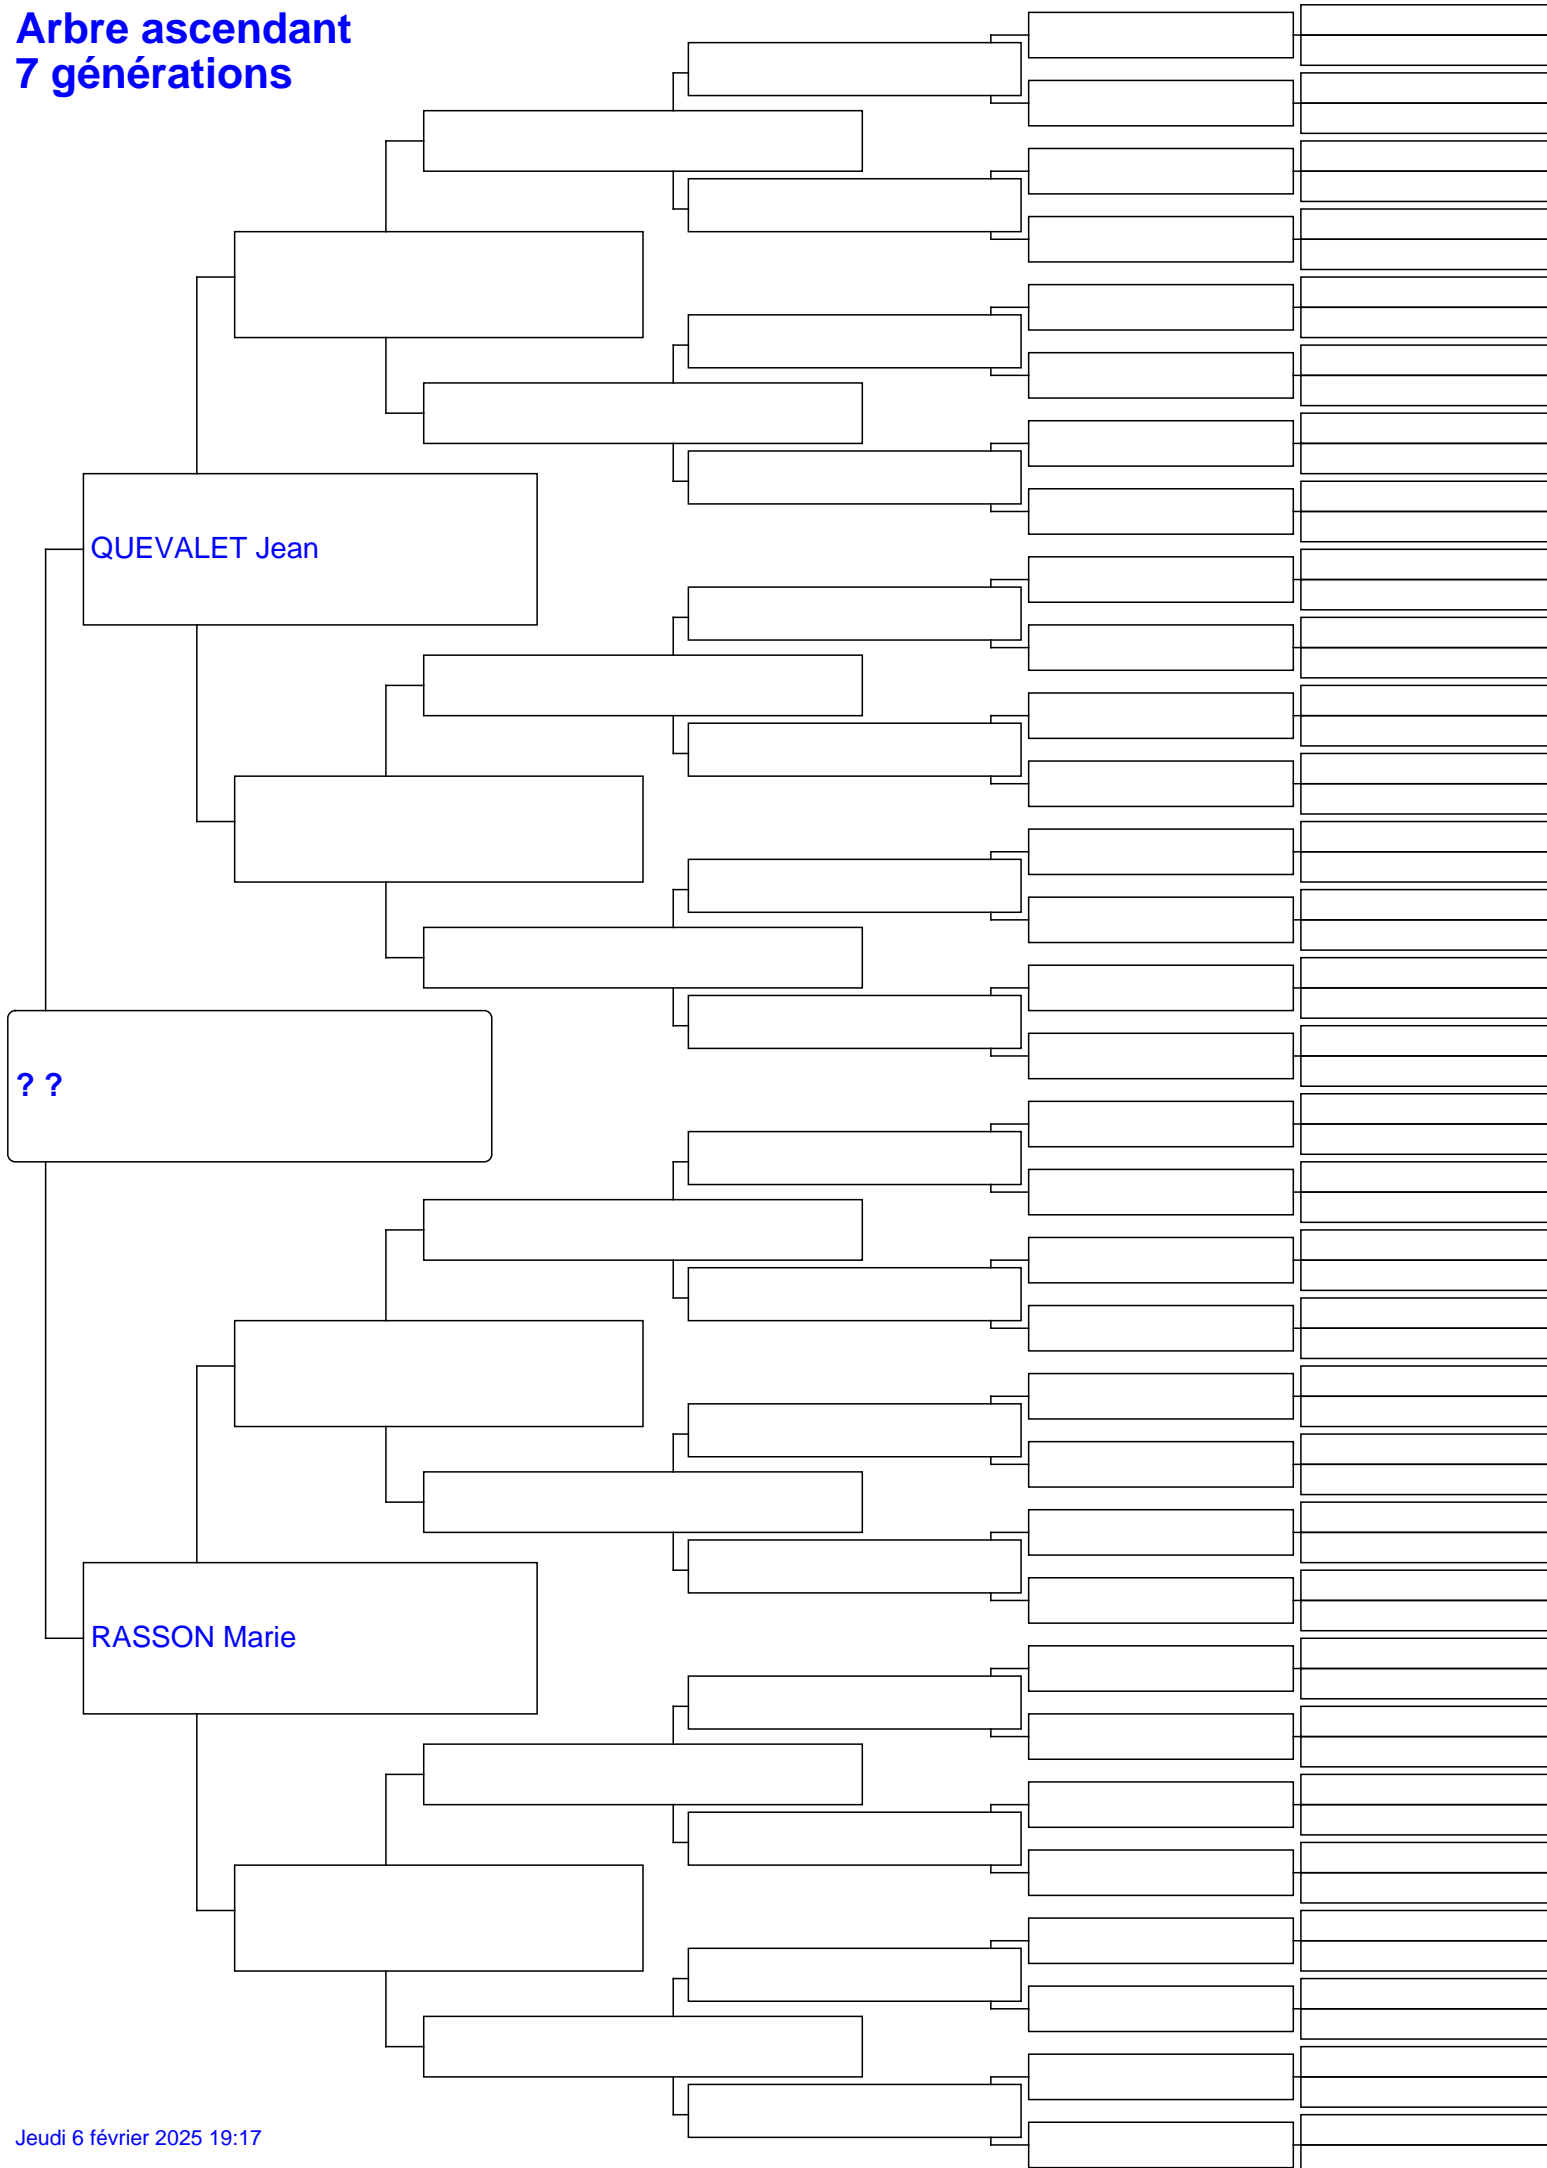 Arbre ascendant
7 générations
QUEVALET Jean
? ?
RASSON Marie
Jeudi 6 février 2025 19:17